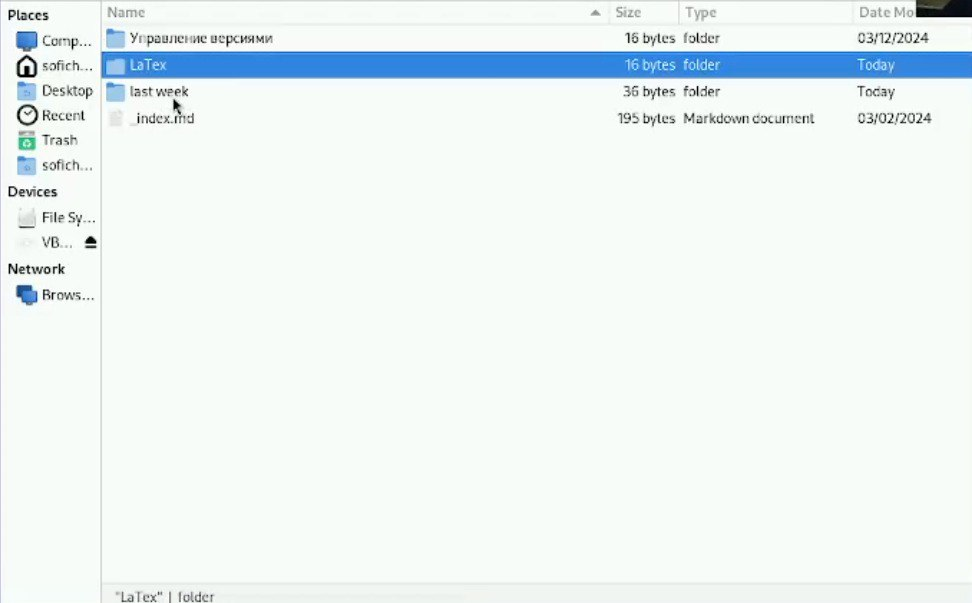 Places
Comp...
sofich...
Desktop
Recent
Trash
sofich...
Devices
File Sy...
VB...
Network
Brows...
Name Size Type Date Mo
Управление версиями 16 bytes folder 03/12/2024
LaTex 16 bytes folder Today
last week 36 bytes folder Today
_index.md 195 bytes Markdown document 03/02/2024
"LaTex" | folder